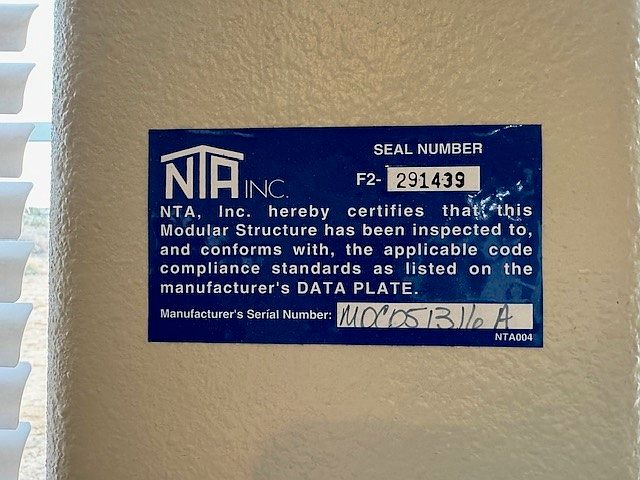 NTA INC.
SEAL NUMBER
F2- 291439
NTA, Inc. hereby certifies that this
Modular Structure has been inspected to,
and conforms with, the applicable code
compliance standards as listed on the
manufacturer's DATA PLATE.
Manufacturer's Serial Number: MOC051316 A
NTA004